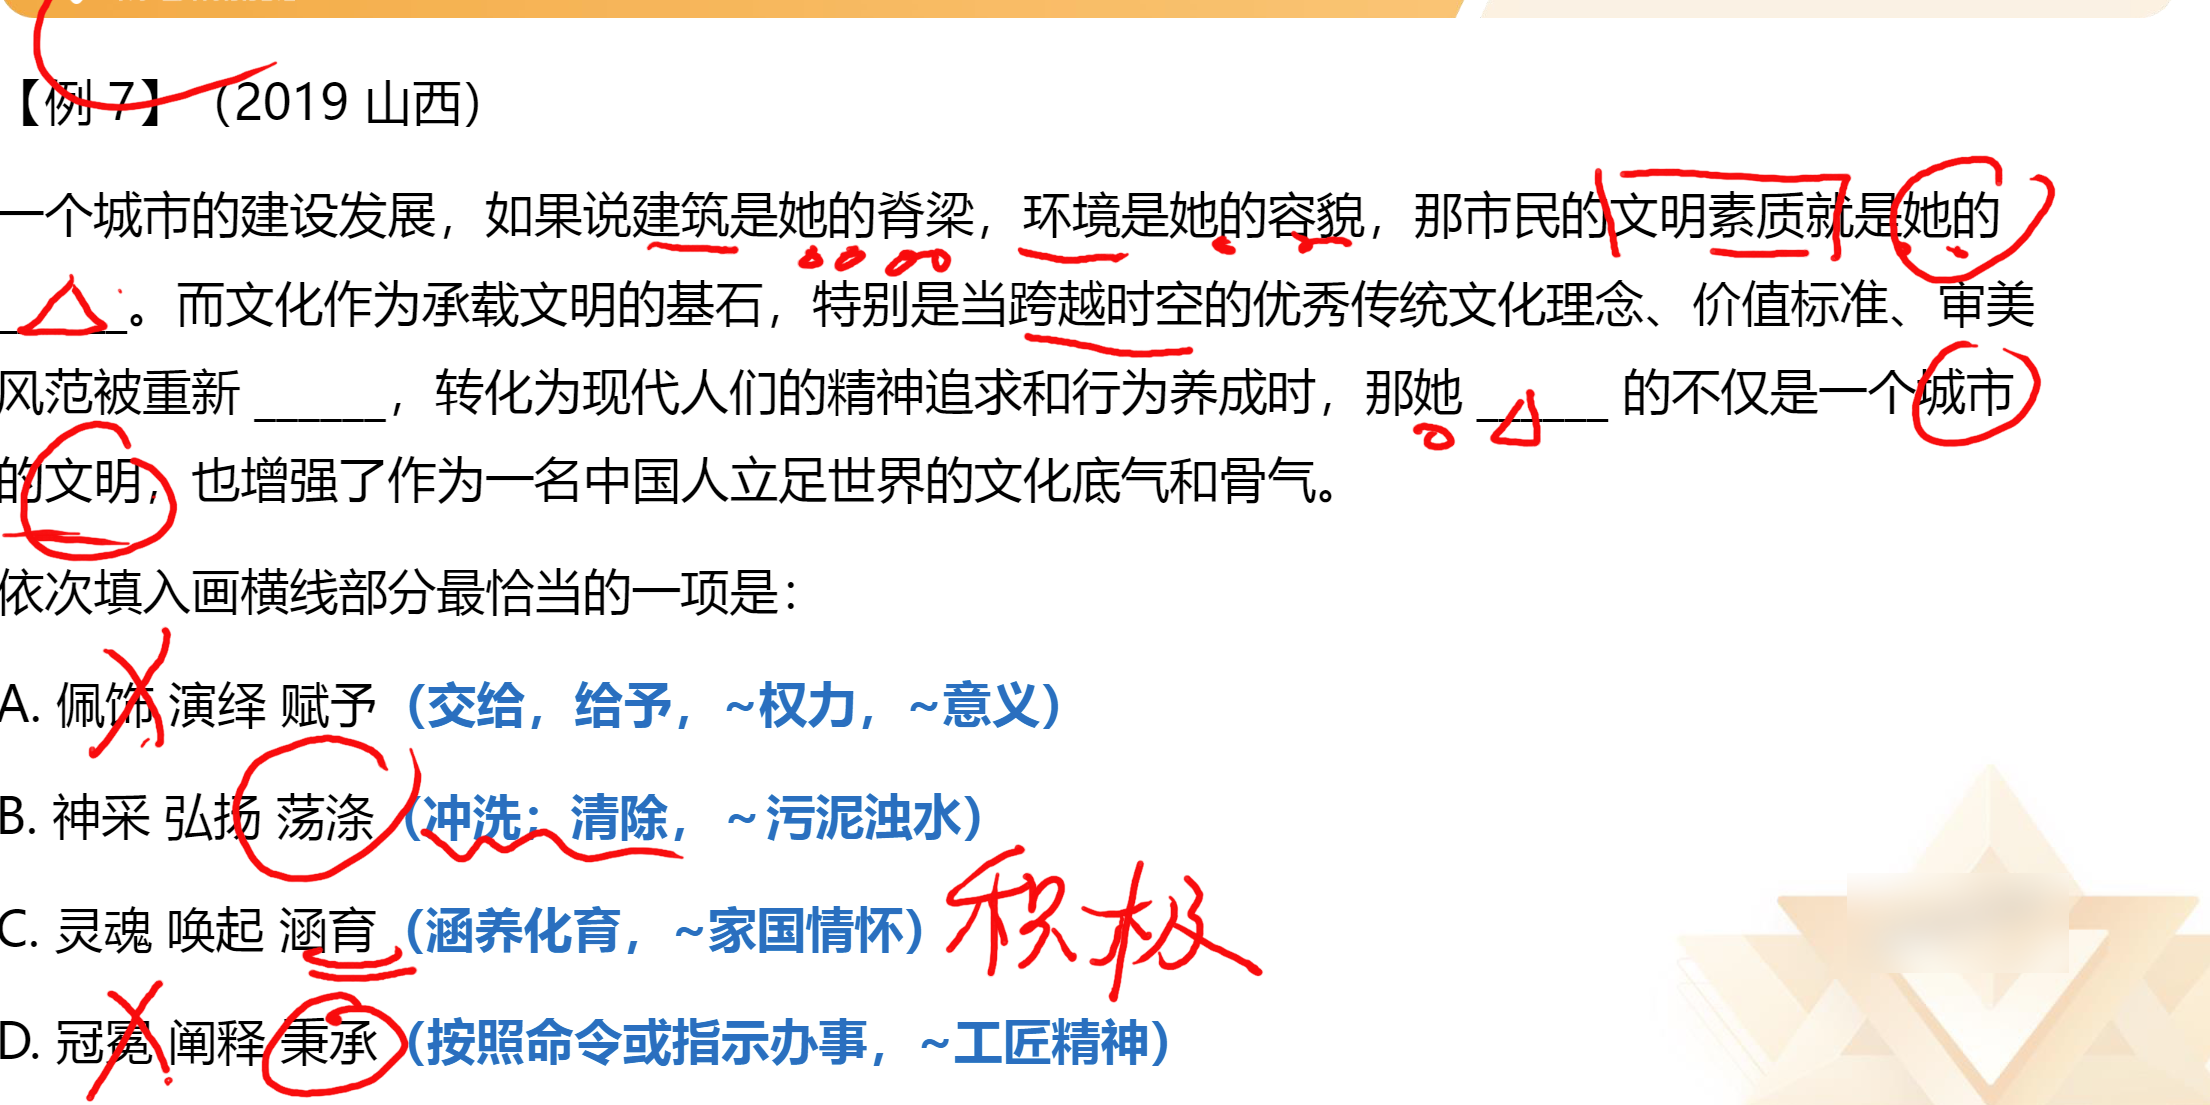 【例 7】（2019 山西）
一个城市的建设发展，如果说建筑是她的脊梁，环境是她的容貌，那市民的文明素质就是她的
______。而文化作为承载文明的基石，特别是当跨越时空的优秀传统文化理念、价值标准、审美
风范被重新 ______，转化为现代人们的精神追求和行为养成时，那她 ______ 的不仅是一个城市
的文明，也增强了作为一名中国人立足世界的文化底气和骨气。
依次填入画横线部分最恰当的一项是：
A. 佩饰 演绎 赋予（交给，给予，~权力，~意义）
B. 神采 弘扬 荡涤（冲洗；清除，~污泥浊水）
C. 灵魂 唤起 涵育（涵养化育，~家国情怀）
积极
D. 冠冕 阐释 秉承（按照命令或指示办事，~工匠精神）